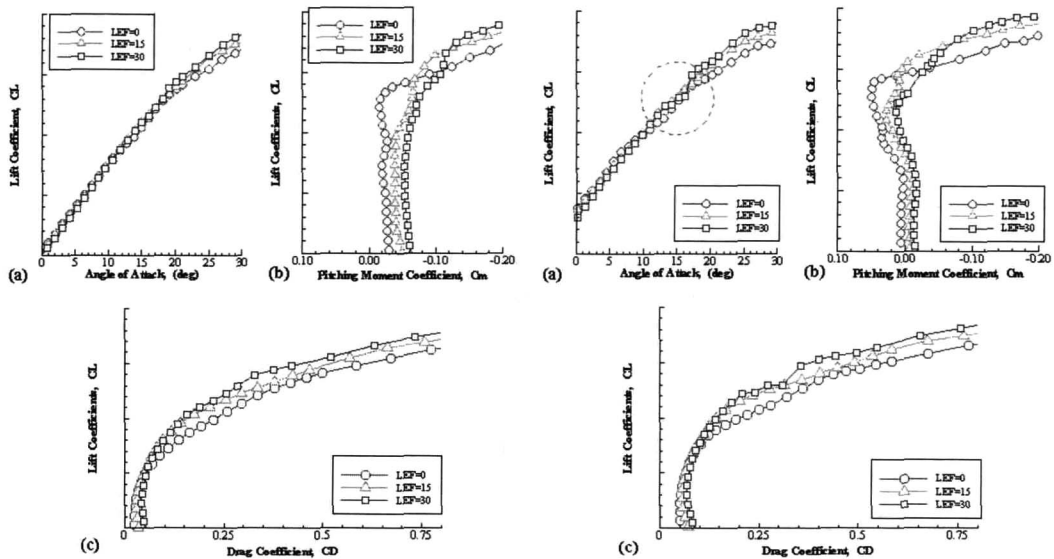 Lift Coefficient, CL
LEF=0
LEF=15
LEF=30
0 5 10 15 20 25 30
(a) Angle of Attack, (deg)
Lift Coefficients, CL
LEF=0
LEF=15
LEF=30
0.10 0.00 -0.10 -0.20
(b) Pitching Moment Coefficient, Cm
Lift Coefficient, CL
LEF=0
LEF=15
LEF=30
0 5 10 15 20 25 30
(a) Angle of Attack, (deg)
Lift Coefficients, CL
LEF=0
LEF=15
LEF=30
0.10 0.00 -0.10 -0.20
(b) Pitching Moment Coefficient, Cm
Lift Coefficients, CL
LEF=0
LEF=15
LEF=30
0 0.25 0.5 0.75
(c) Drag Coefficient, CD
Lift Coefficients, CL
LEF=0
LEF=15
LEF=30
0 0.25 0.5 0.75
(c) Drag Coefficient, CD